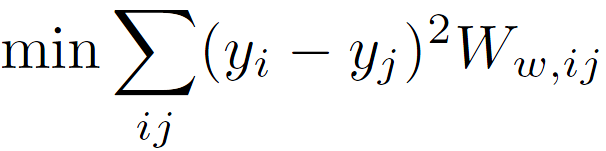 min ∑_{ij} (y_i − y_j)^2 W_{w,ij}